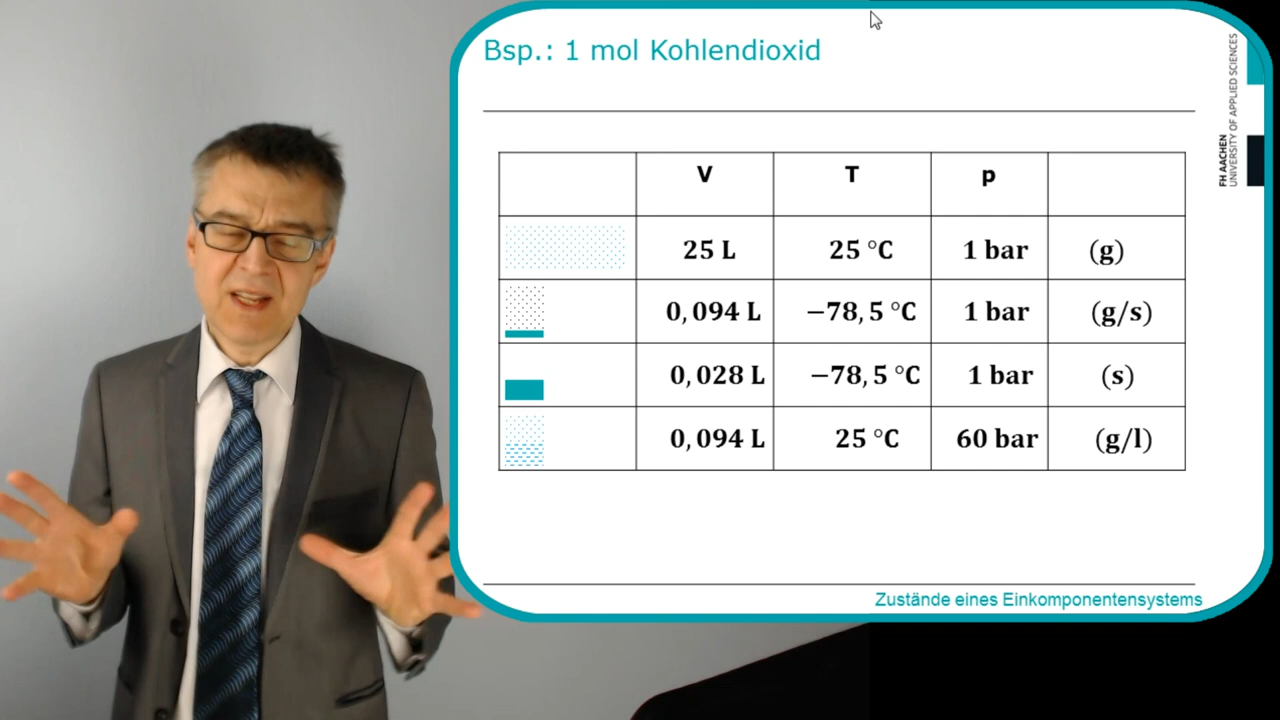 Bsp.: 1 mol Kohlendioxid
V T p
25 L 25 °C 1 bar (g)
0,094 L −78,5 °C 1 bar (g/s)
0,028 L −78,5 °C 1 bar (s)
0,094 L 25 °C 60 bar (g/l)
Zustände eines Einkomponentensystems
FH AACHEN
UNIVERSITY OF APPLIED SCIENCES